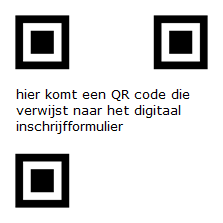 hier komt een QR code die
verwijst naar het digitaal
inschrijfformulier